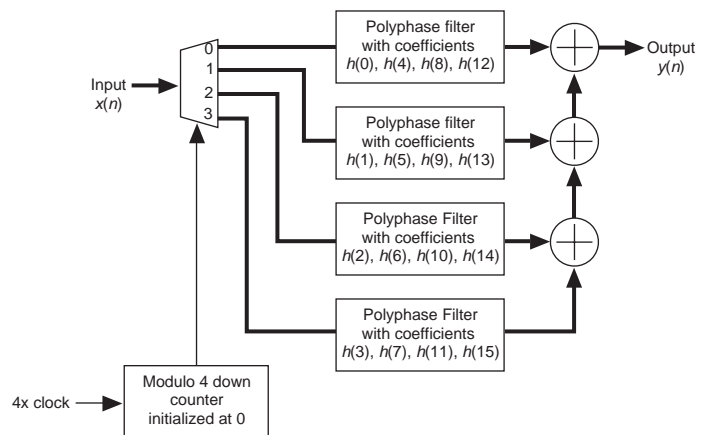 Polyphase filter
with coefficients
h(0), h(4), h(8), h(12)
Output
y(n)
Input
x(n)
0
1
2
3
Polyphase filter
with coefficients
h(1), h(5), h(9), h(13)
Polyphase Filter
with coefficients
h(2), h(6), h(10), h(14)
Polyphase Filter
with coefficients
h(3), h(7), h(11), h(15)
4x clock
Modulo 4 down
counter
initialized at 0